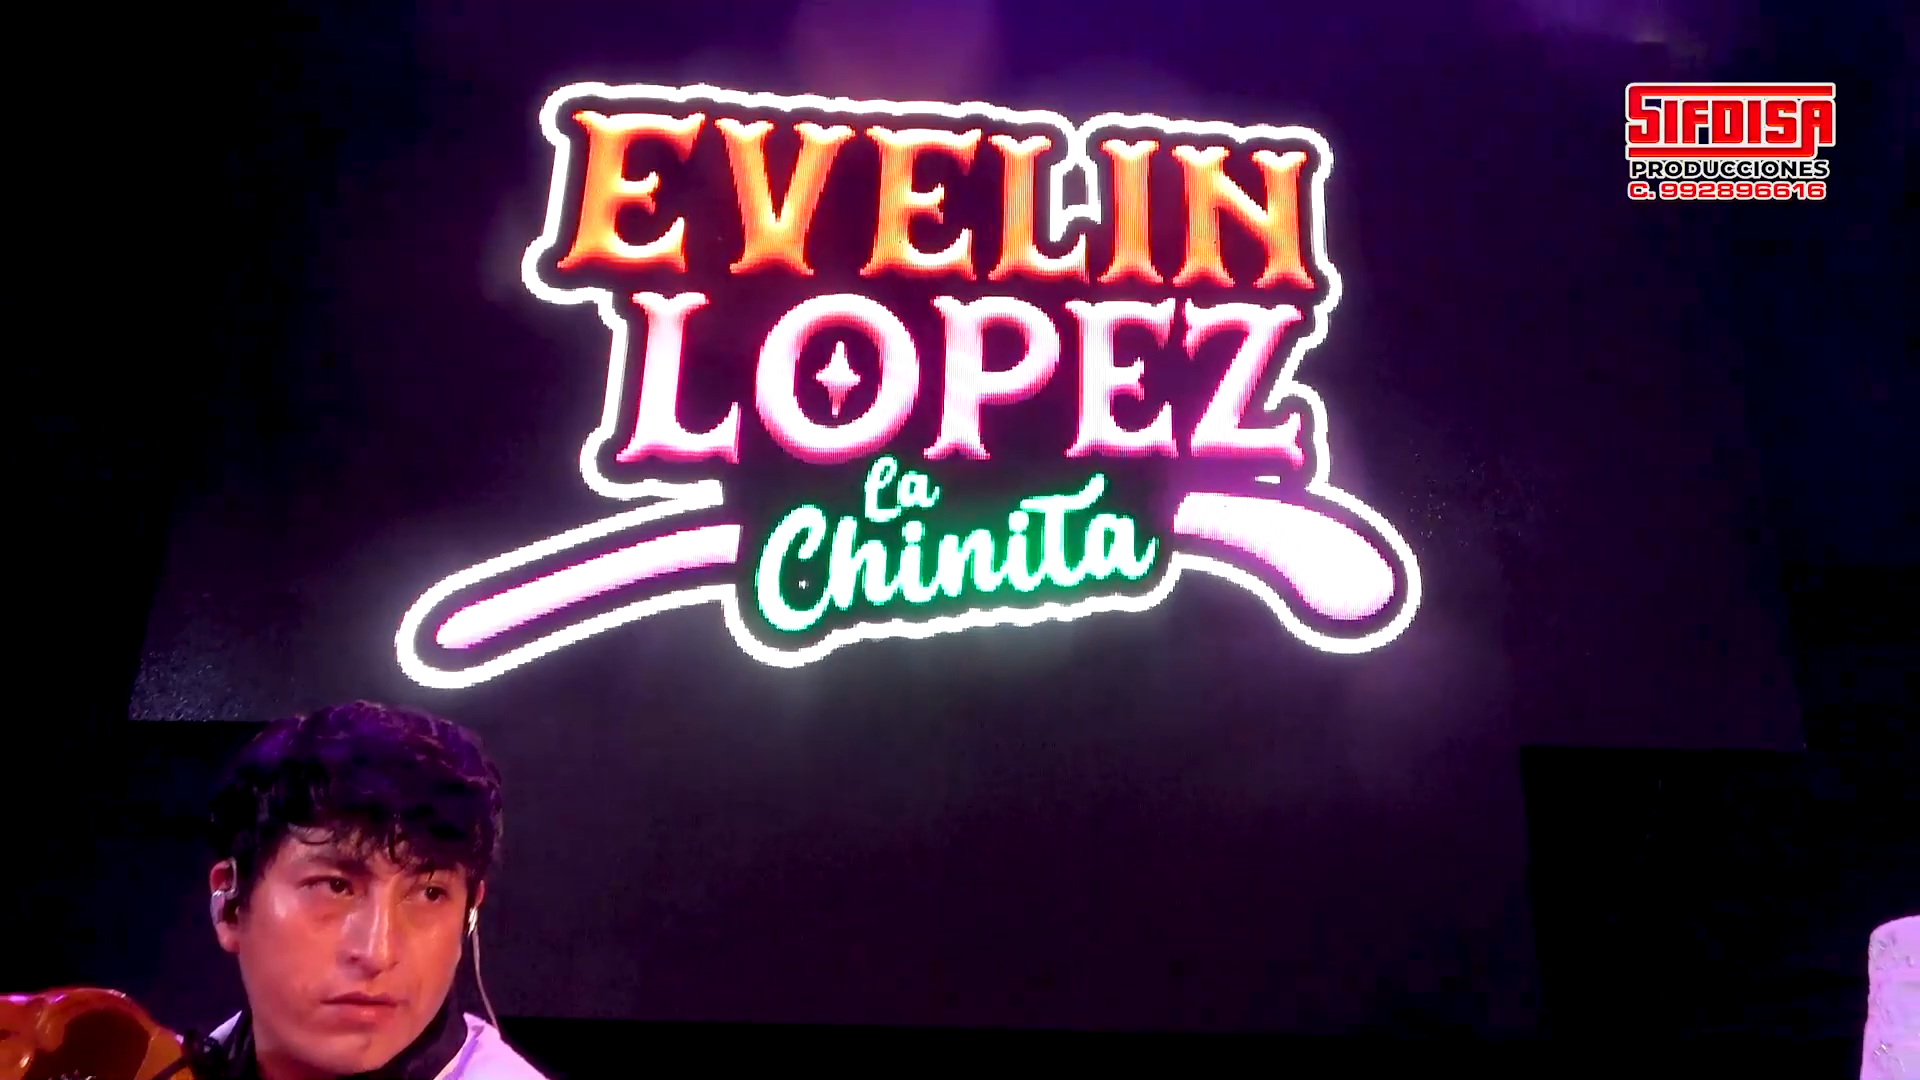 EVELIN
LOPEZ
La
Chinita
SIFDISA
PRODUCCIONES
C. 992896616